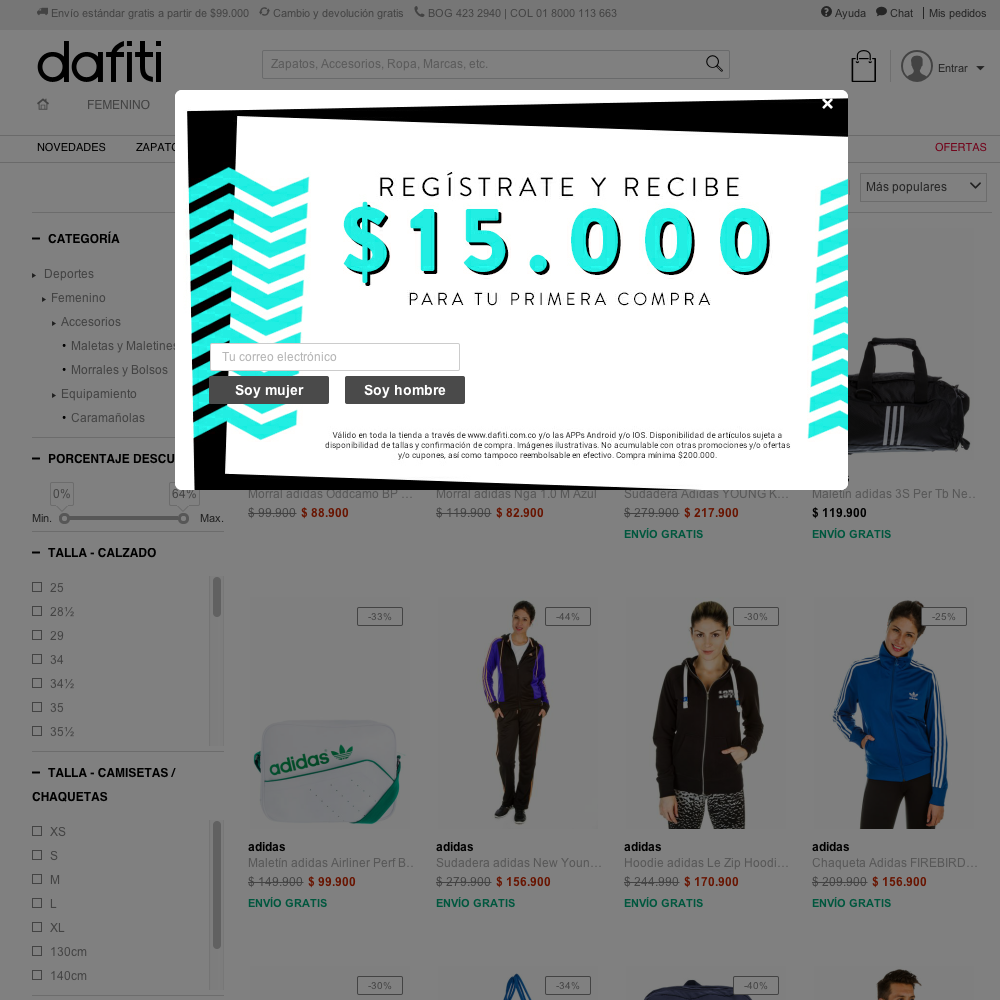 Envío estándar gratis a partir de $99.000 Cambio y devolución gratis BOG 423 2940 | COL 01 8000 113 663 Ayuda Chat | Mis pedidos
dafiti
Zapatos, Accesorios, Ropa, Marcas, etc.
Entrar
FEMENINO
NOVEDADES OFERTAS
Más populares
REGÍSTRATE Y RECIBE
$15.000
PARA TU PRIMERA COMPRA
Tu correo electrónico
Soy mujer Soy hombre
Válido en toda la tienda a través de www.dafiti.com.co y/o las APPs Android y/o IOS. Disponibilidad de artículos sujeta a
disponibilidad de tallas y confirmación de compra. Imágenes ilustrativas. No acumulable con otras promociones y/o ofertas
y/o cupones, así como tampoco reembolsable en efectivo. Compra mínima $200.000.
CATEGORÍA
Deportes
Femenino
Accesorios
Maletas y Maletines
Morrales y Bolsos
Equipamiento
Caramañolas
PORCENTAJE DESCU
0% 64%
Min. Max.
TALLA - CALZADO
25
28½
29
34
34½
35
35½
TALLA - CAMISETAS /
CHAQUETAS
XS
S
M
L
XL
130cm
140cm
Morral adidas Oddcamo BP ...
$ 99.900 $ 88.900
Morral adidas Nga 1.0 M Azul
$ 119.900 $ 82.900
Sudadera Adidas YOUNG K...
$ 279.900 $ 217.900
ENVÍO GRATIS
Maletín adidas 3S Per Tb Ne...
$ 119.900
ENVÍO GRATIS
-33%
adidas
adidas
Maletín adidas Airliner Perf B...
$ 149.900 $ 99.900
ENVÍO GRATIS
-44%
adidas
Sudadera adidas New Youn...
$ 279.900 $ 156.900
ENVÍO GRATIS
-30%
adidas
Hoodie adidas Le Zip Hoodi...
$ 244.990 $ 170.900
ENVÍO GRATIS
-25%
adidas
Chaqueta Adidas FIREBIRD...
$ 209.900 $ 156.900
ENVÍO GRATIS
-30%
-34%
-40%